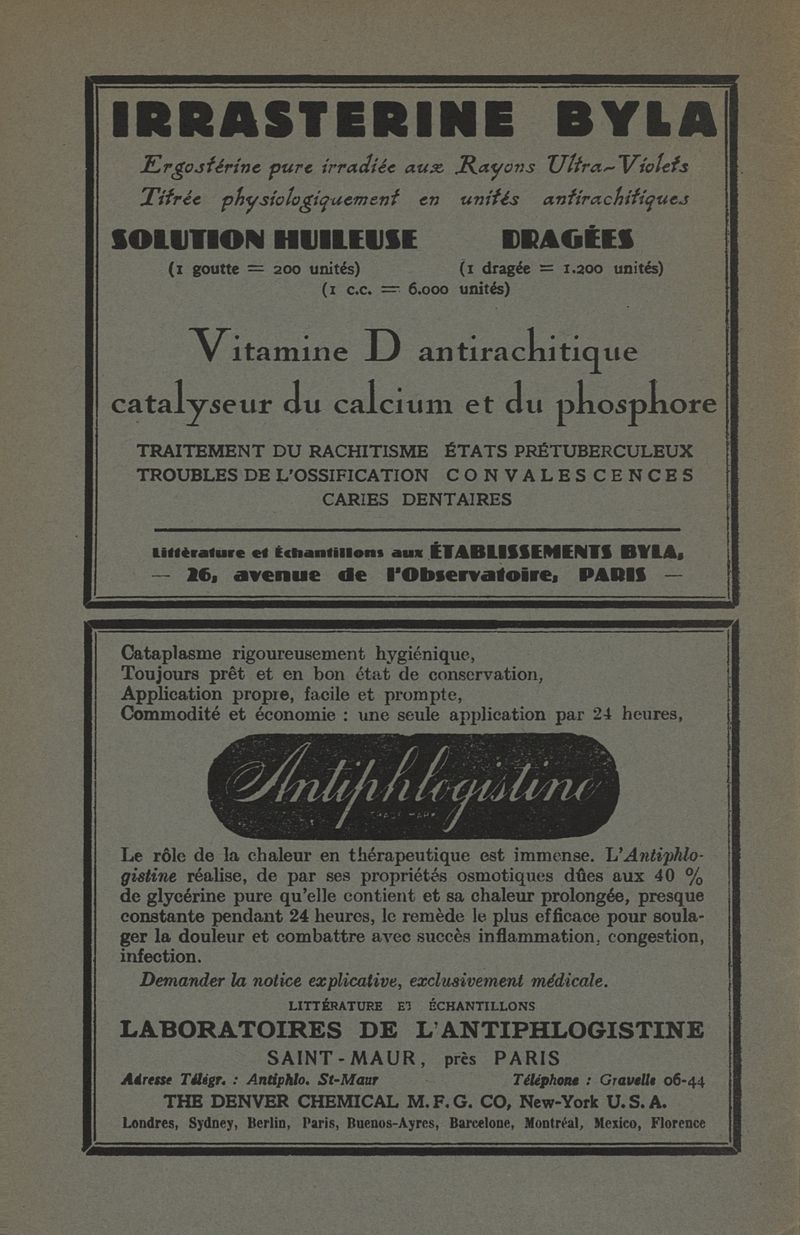 IRRASTERINE BYLA
Ergostérine pure irradiée aux Rayons Ultra-Violets
Titrée physiologiquement en unités antirachitiques
SOLUTION HUILEUSE DRAGÉES
(1 goutte = 200 unités) (1 dragée = 1.200 unités)
(1 c.c. = 6.000 unités)
Vitamine D antirachitique
catalyseur du calcium et du phosphore
TRAITEMENT DU RACHITISME ÉTATS PRÉTUBERCULEUX
TROUBLES DE L'OSSIFICATION CONVALESCENCES
CARIES DENTAIRES
Littérature et Échantillons aux ÉTABLISSEMENTS BYLA,
— 26, avenue de l'Observatoire, PARIS —
Cataplasme rigoureusement hygiénique,
Toujours prêt et en bon état de conservation,
Application propre, facile et prompte,
Commodité et économie : une seule application par 24 heures,
Antiphlogistine
TRADE MARK
Le rôle de la chaleur en thérapeutique est immense. L'Antiphlo-
gistine réalise, de par ses propriétés osmotiques dûes aux 40 %
de glycérine pure qu'elle contient et sa chaleur prolongée, presque
constante pendant 24 heures, le remède le plus efficace pour soula-
ger la douleur et combattre avec succès inflammation, congestion,
infection.
Demander la notice explicative, exclusivement médicale.
LITTÉRATURE ET ÉCHANTILLONS
LABORATOIRES DE L'ANTIPHLOGISTINE
SAINT-MAUR, près PARIS
Adresse Télégr. : Antiphlo. St-Maur Téléphone : Gravelle 06-44
THE DENVER CHEMICAL M.F.G. CO, New-York U.S.A.
Londres, Sydney, Berlin, Paris, Buenos-Ayres, Barcelone, Montréal, Mexico, Florence